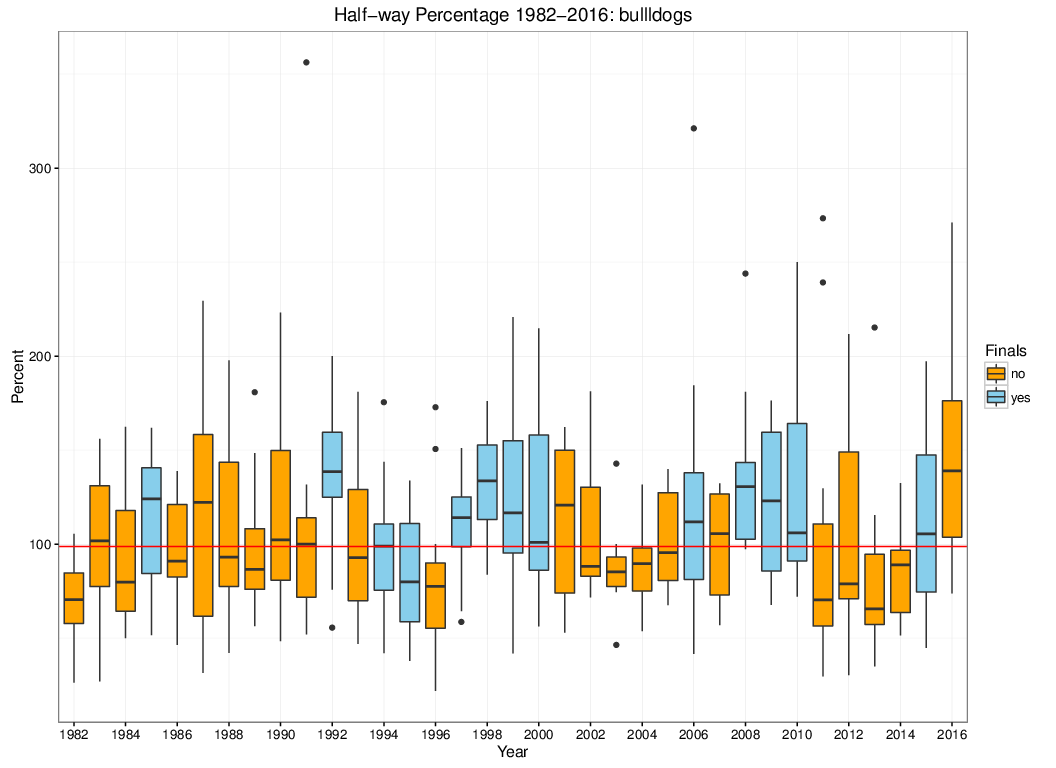 Half−way Percentage 1982−2016: bullldogs
Percent
300
200
100
1982 1984 1986 1988 1990 1992 1994 1996 1998 2000 2002 2004 2006 2008 2010 2012 2014 2016
Year
Finals
no
yes